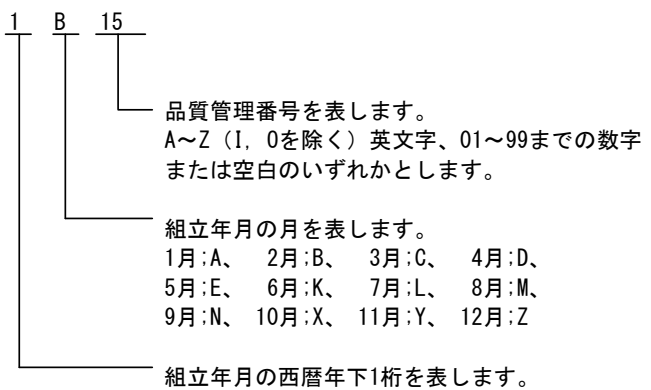 1 B 15
品質管理番号を表します。
A～Z（I, Oを除く）英文字、01～99までの数字
または空白のいずれかとします。
組立年月の月を表します。
1月;A、 2月;B、 3月;C、 4月;D、
5月;E、 6月;K、 7月;L、 8月;M、
9月;N、 10月;X、 11月;Y、 12月;Z
組立年月の西暦年下1桁を表します。